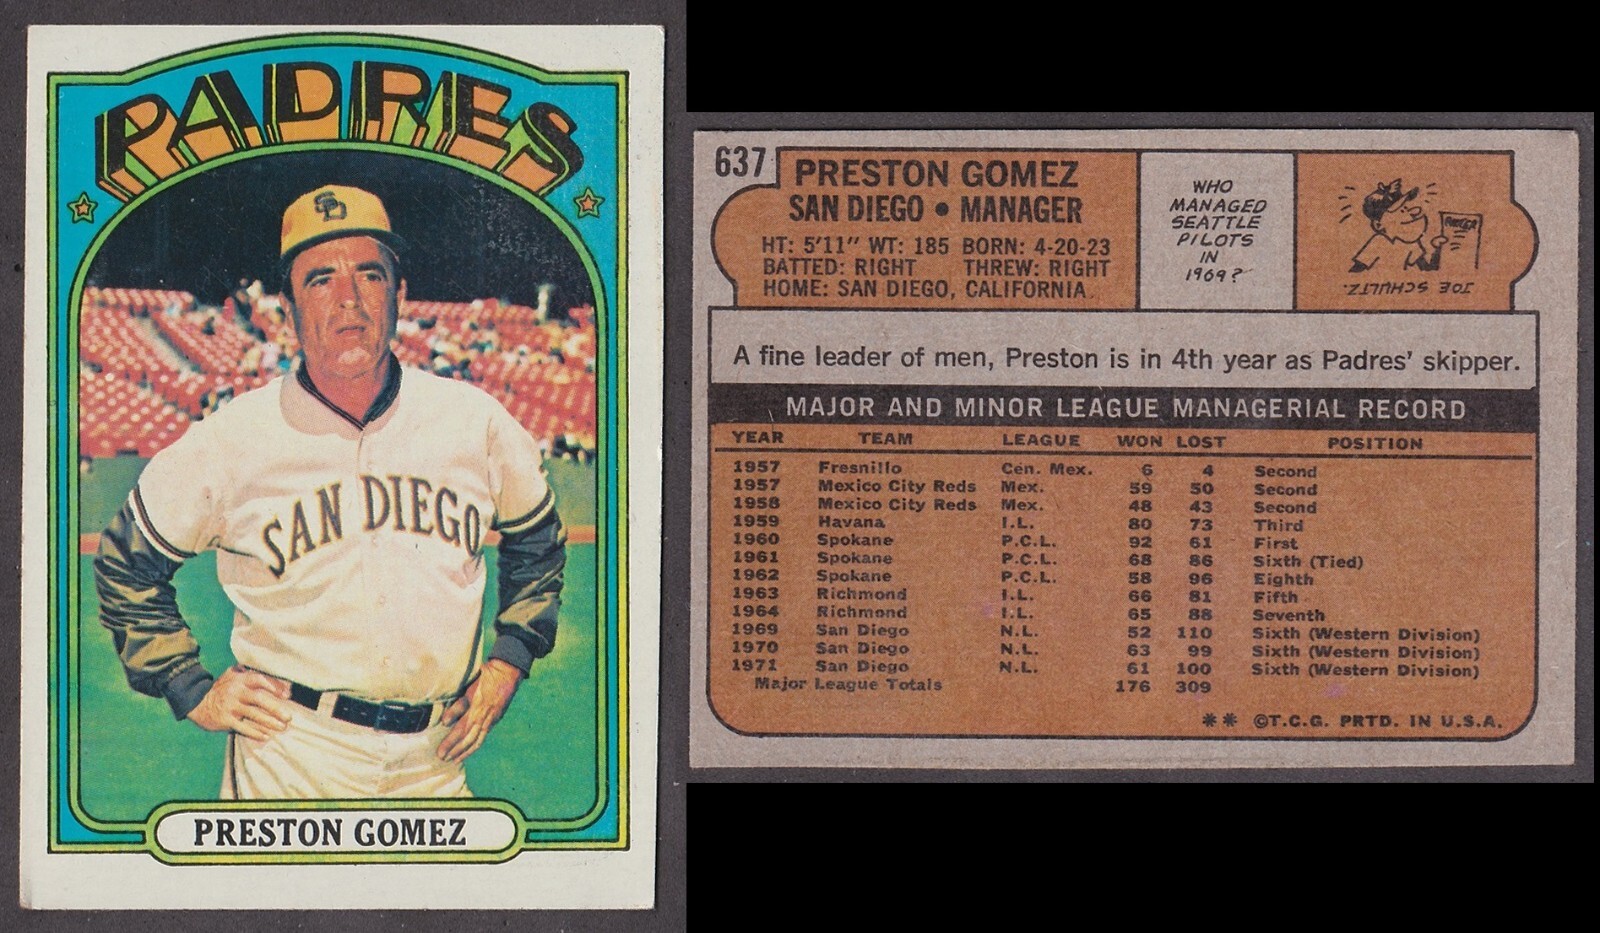 PADRES
SD
SAN DIEGO
PRESTON GOMEZ
637
PRESTON GOMEZ
SAN DIEGO • MANAGER
HT: 5'11" WT: 185 BORN: 4-20-23
BATTED: RIGHT THREW: RIGHT
HOME: SAN DIEGO, CALIFORNIA
WHO
MANAGED
SEATTLE
PILOTS
IN
1969?
JOE SCHULTZ.
A fine leader of men, Preston is in 4th year as Padres' skipper.
MAJOR AND MINOR LEAGUE MANAGERIAL RECORD
YEAR TEAM LEAGUE WON LOST POSITION
1957 Fresnillo Cen. Mex. 6 4 Second
1957 Mexico City Reds Mex. 59 50 Second
1958 Mexico City Reds Mex. 48 43 Second
1959 Havana I.L. 80 73 Third
1960 Spokane P.C.L. 92 61 First
1961 Spokane P.C.L. 68 86 Sixth (Tied)
1962 Spokane P.C.L. 58 96 Eighth
1963 Richmond I.L. 66 81 Fifth
1964 Richmond I.L. 65 88 Seventh
1969 San Diego N.L. 52 110 Sixth (Western Division)
1970 San Diego N.L. 63 99 Sixth (Western Division)
1971 San Diego N.L. 61 100 Sixth (Western Division)
Major League Totals 176 309
** ©T.C.G. PRTD. IN U.S.A.